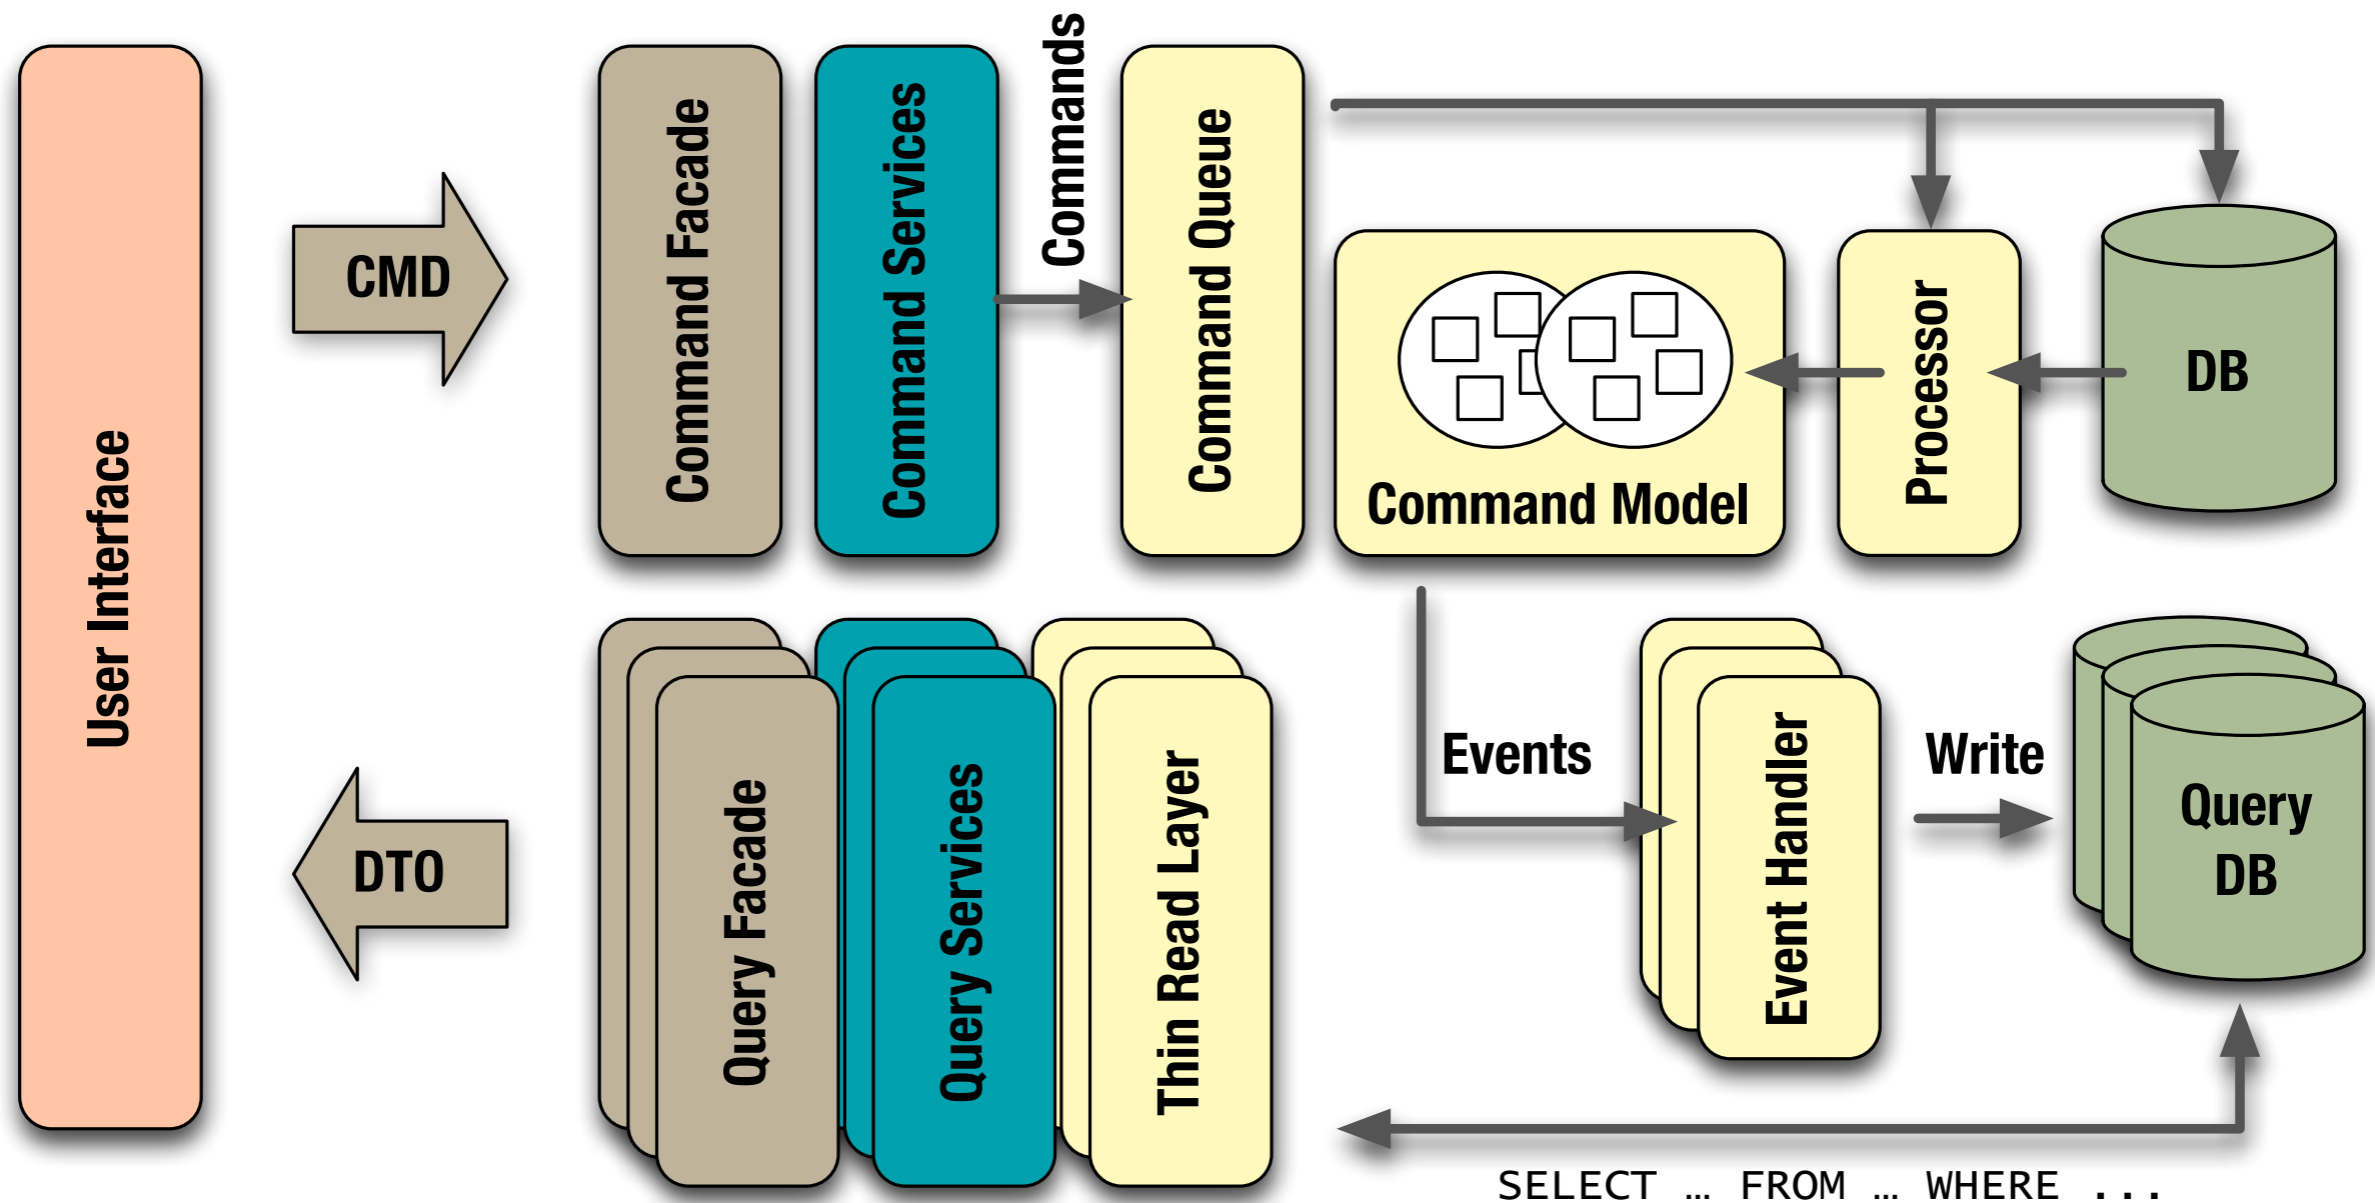 User Interface
CMD
Command Facade
Command Services
Commands
Command Queue
Command Model
Processor
DB
DTO
Query Facade
Query Services
Thin Read Layer
Events
Event Handler
Write
Query
DB
SELECT … FROM … WHERE ...